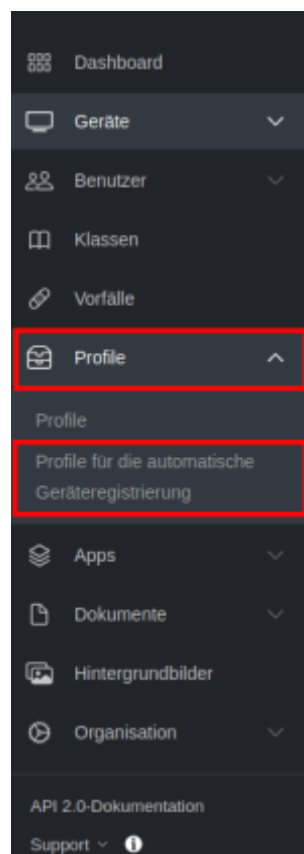 Dashboard
Geräte
Benutzer
Klassen
Vorfälle
Profile
Profile
Profile für die automatische
Geräteregistrierung
Apps
Dokumente
Hintergrundbilder
Organisation
API 2.0-Dokumentation
Support